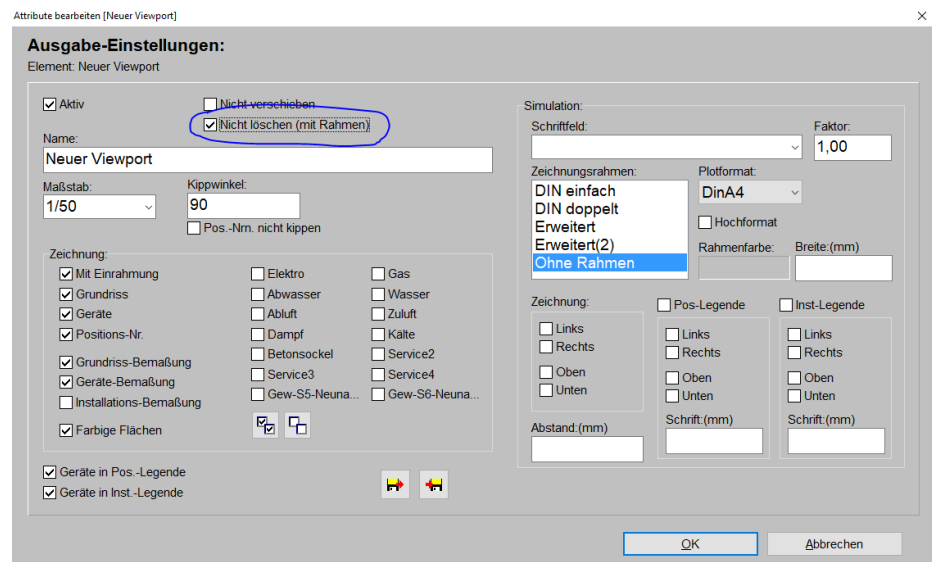 Attribute bearbeiten [Neuer Viewport]
Ausgabe-Einstellungen:
Element: Neuer Viewport
Aktiv
Nicht verschieben
Nicht löschen (mit Rahmen)
Name:
Neuer Viewport
Maßstab:
Kippwinkel:
1/50
90
Pos.-Nrn. nicht kippen
Zeichnung:
Mit Einrahmung
Elektro
Gas
Grundriss
Abwasser
Wasser
Geräte
Abluft
Zuluft
Positions-Nr.
Dampf
Kälte
Betonsockel
Service2
Grundriss-Bemaßung
Service3
Service4
Geräte-Bemaßung
Gew-S5-Neuna...
Gew-S6-Neuna...
Installations-Bemaßung
Farbige Flächen
Geräte in Pos.-Legende
Geräte in Inst.-Legende
Simulation:
Schriftfeld:
Faktor:
1,00
Zeichnungsrahmen:
Plotformat:
DIN einfach
DIN doppelt
Erweitert
Erweitert(2)
Ohne Rahmen
DinA4
Hochformat
Rahmenfarbe:
Breite:(mm)
Zeichnung:
Links
Rechts
Oben
Unten
Abstand:(mm)
Pos-Legende
Links
Rechts
Oben
Unten
Schrift:(mm)
Inst-Legende
Links
Rechts
Oben
Unten
Schrift:(mm)
OK
Abbrechen